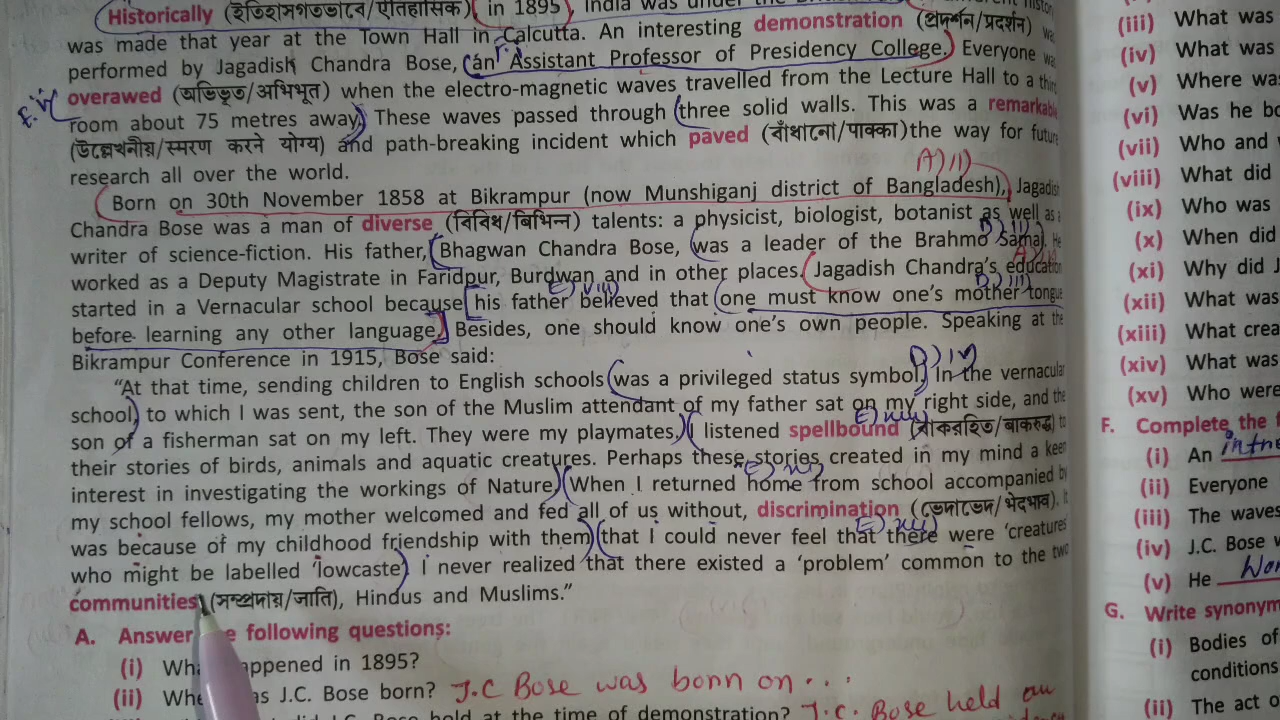 Historically (ইতিহাসগতভাবে/ऐतिहासिक) in 1895, India was under the
was made that year at the Town Hall in Calcutta. An interesting demonstration (প্রদর্শন/प्रदर्शन) was
performed by Jagadish Chandra Bose, an Assistant Professor of Presidency College. Everyone was
overawed (অভিভূত/अभिभूत) when the electro-magnetic waves travelled from the Lecture Hall to a third
room about 75 metres away. These waves passed through three solid walls. This was a remarkable
(উল্লেখনীয়/स्मरण करने योग्य) and path-breaking incident which paved (বাঁধানো/पाक्का) the way for future
research all over the world.
A) ii)
Born on 30th November 1858 at Bikrampur (now Munshiganj district of Bangladesh), Jagadish
Chandra Bose was a man of diverse (বিবিধ/विभिन्न) talents: a physicist, biologist, botanist as well as a
writer of science-fiction. His father, Bhagwan Chandra Bose, was a leader of the Brahmo Samaj. He
worked as a Deputy Magistrate in Faridpur, Burdwan and in other places. Jagadish Chandra's education
started in a Vernacular school because his father believed that one must know one's mother tongue
before learning any other language. Besides, one should know one's own people. Speaking at the
Bikrampur Conference in 1915, Bose said:
"At that time, sending children to English schools was a privileged status symbol. In the vernacular
school, to which I was sent, the son of the Muslim attendant of my father sat on my right side, and the
son of a fisherman sat on my left. They were my playmates, I listened spellbound (বাকরহিত/বাকরুদ্ধ) to
their stories of birds, animals and aquatic creatures. Perhaps these stories created in my mind a keen
interest in investigating the workings of Nature. When I returned home from school accompanied by
my school fellows, my mother welcomed and fed all of us without, discrimination (ভেদাভেদ/भेदभाव). It
was because of my childhood friendship with them that I could never feel that there were 'creatures'
who might be labelled 'lowcaste'. I never realized that there existed a 'problem' common to the two
communities (সম্প্রদায়/जाति), Hindus and Muslims."
A. Answer the following questions:
(i) What happened in 1895?
(ii) Where was J.C. Bose born? J.C Bose was born on...
J.C. Bose held at the time of demonstration? J.C. Bose held an
(iii) What was
(iv) What was
(v) Where was
(vi) Was he bo
(vii) Who and
(viii) What did
(ix) Who was
(x) When did
(xi) Why did J
(xii) What was
(xiii) What crea
(xiv) What was
(xv) Who were
F. Complete the
(i) An
(ii) Everyone
(iii) The waves
(iv) J.C. Bose w
(v) He
G. Write synonym
(i) Bodies of
conditions
(ii) The act o